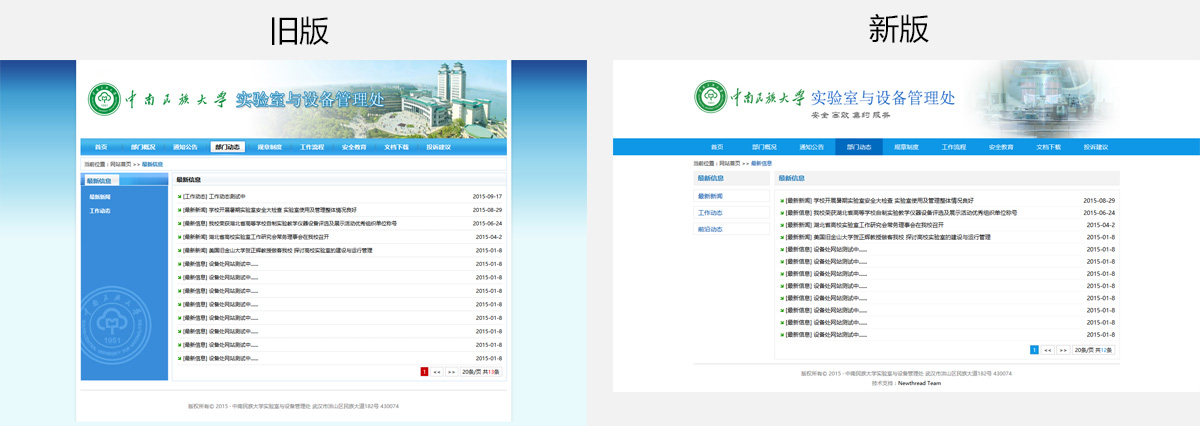 旧版
中南民族大学 实验室与设备管理处
首页 部门概况 通知公告 部门动态 规章制度 工作流程 安全教育 文档下载 投诉建议
当前位置：网站首页 >> 最新信息
最新信息
最新新闻
工作动态
1951
最新信息
[工作动态] 工作动态测试中 2015-09-17
[最新新闻] 学校开展暑期实验室安全大检查 实验室使用及管理整体情况良好 2015-08-29
[最新信息] 我校荣获湖北省高等学校自制实验教学仪器设备评选及展示活动优秀组织单位称号 2015-06-24
[最新新闻] 湖北省高校实验室工作研究会常务理事会在我校召开 2015-04-2
[最新新闻] 美国旧金山大学贺正辉教授做客我校 探讨高校实验室的建设与运行管理 2015-01-8
[最新信息] 设备处网站测试中...... 2015-01-8
[最新信息] 设备处网站测试中...... 2015-01-8
[最新信息] 设备处网站测试中...... 2015-01-8
[最新信息] 设备处网站测试中...... 2015-01-8
[最新信息] 设备处网站测试中...... 2015-01-8
[最新信息] 设备处网站测试中...... 2015-01-8
[最新信息] 设备处网站测试中...... 2015-01-8
[最新信息] 设备处网站测试中...... 2015-01-8
1 << >> 20条/页 共13条
版权所有© 2015 - 中南民族大学实验室与设备管理处 武汉市洪山区民族大道182号 430074
新版
中南民族大学 实验室与设备管理处
安全 高效 集约 服务
首页 部门概况 通知公告 部门动态 规章制度 工作流程 安全教育 文档下载 投诉建议
当前位置：网站首页 >> 最新信息
最新信息
最新新闻
工作动态
前沿动态
最新信息
[最新新闻] 学校开展暑期实验室安全大检查 实验室使用及管理整体情况良好 2015-08-29
[最新信息] 我校荣获湖北省高等学校自制实验教学仪器设备评选及展示活动优秀组织单位称号 2015-06-24
[最新新闻] 湖北省高校实验室工作研究会常务理事会在我校召开 2015-04-2
[最新新闻] 美国旧金山大学贺正辉教授做客我校 探讨高校实验室的建设与运行管理 2015-01-8
[最新信息] 设备处网站测试中...... 2015-01-8
[最新信息] 设备处网站测试中...... 2015-01-8
[最新信息] 设备处网站测试中...... 2015-01-8
[最新信息] 设备处网站测试中...... 2015-01-8
[最新信息] 设备处网站测试中...... 2015-01-8
[最新信息] 设备处网站测试中...... 2015-01-8
[最新信息] 设备处网站测试中...... 2015-01-8
[最新信息] 设备处网站测试中...... 2015-01-8
1 << >> 20条/页 共12条
版权所有© 2015 - 中南民族大学实验室与设备管理处 武汉市洪山区民族大道182号 430074
技术支持：Newthread Team